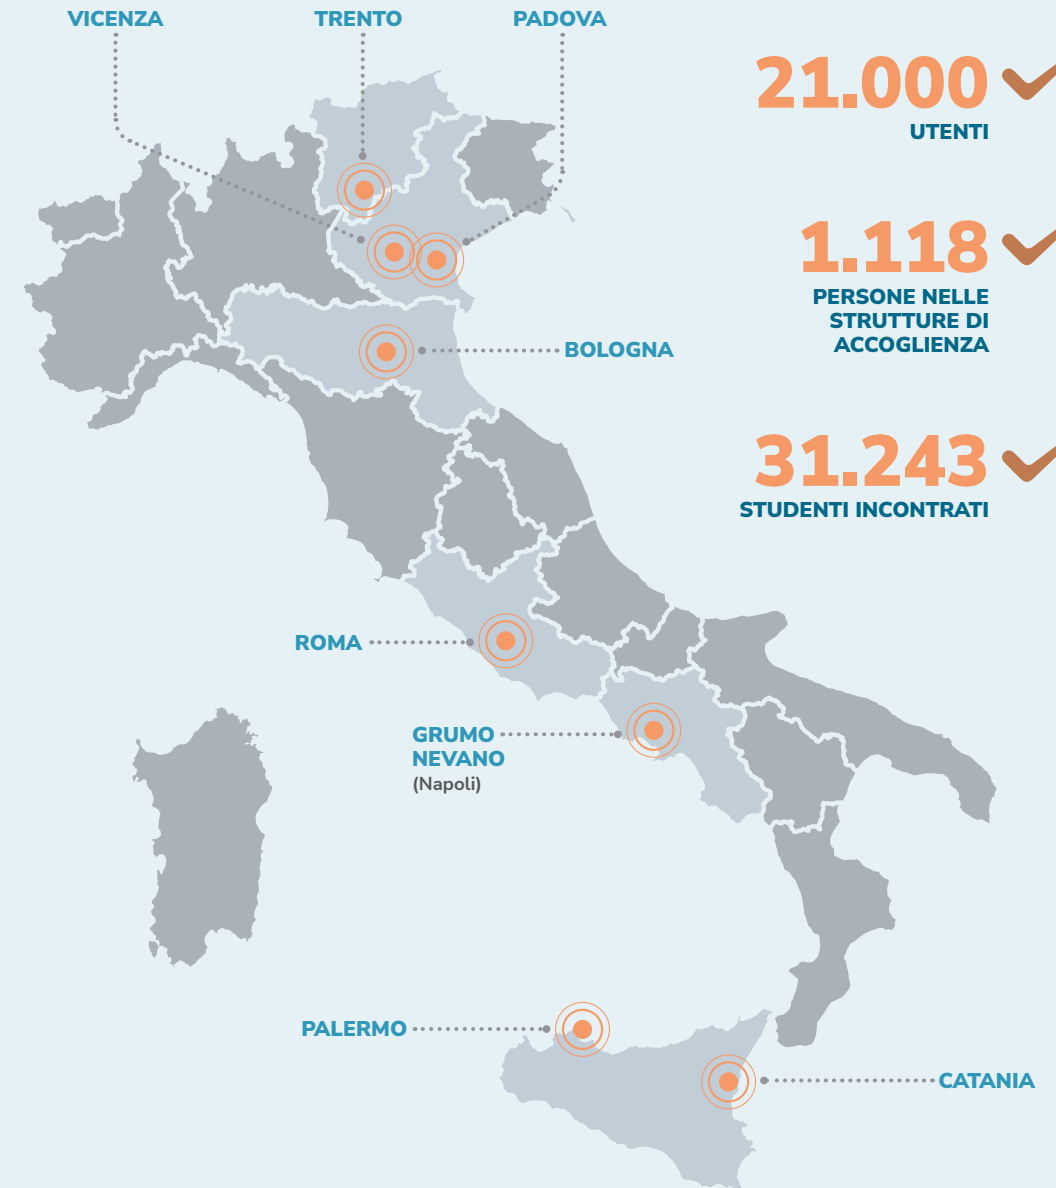 VICENZA
TRENTO
PADOVA
21.000
UTENTI
1.118
PERSONE NELLE
STRUTTURE DI
ACCOGLIENZA
BOLOGNA
31.243
STUDENTI INCONTRATI
ROMA
GRUMO
NEVANO
(Napoli)
PALERMO
CATANIA